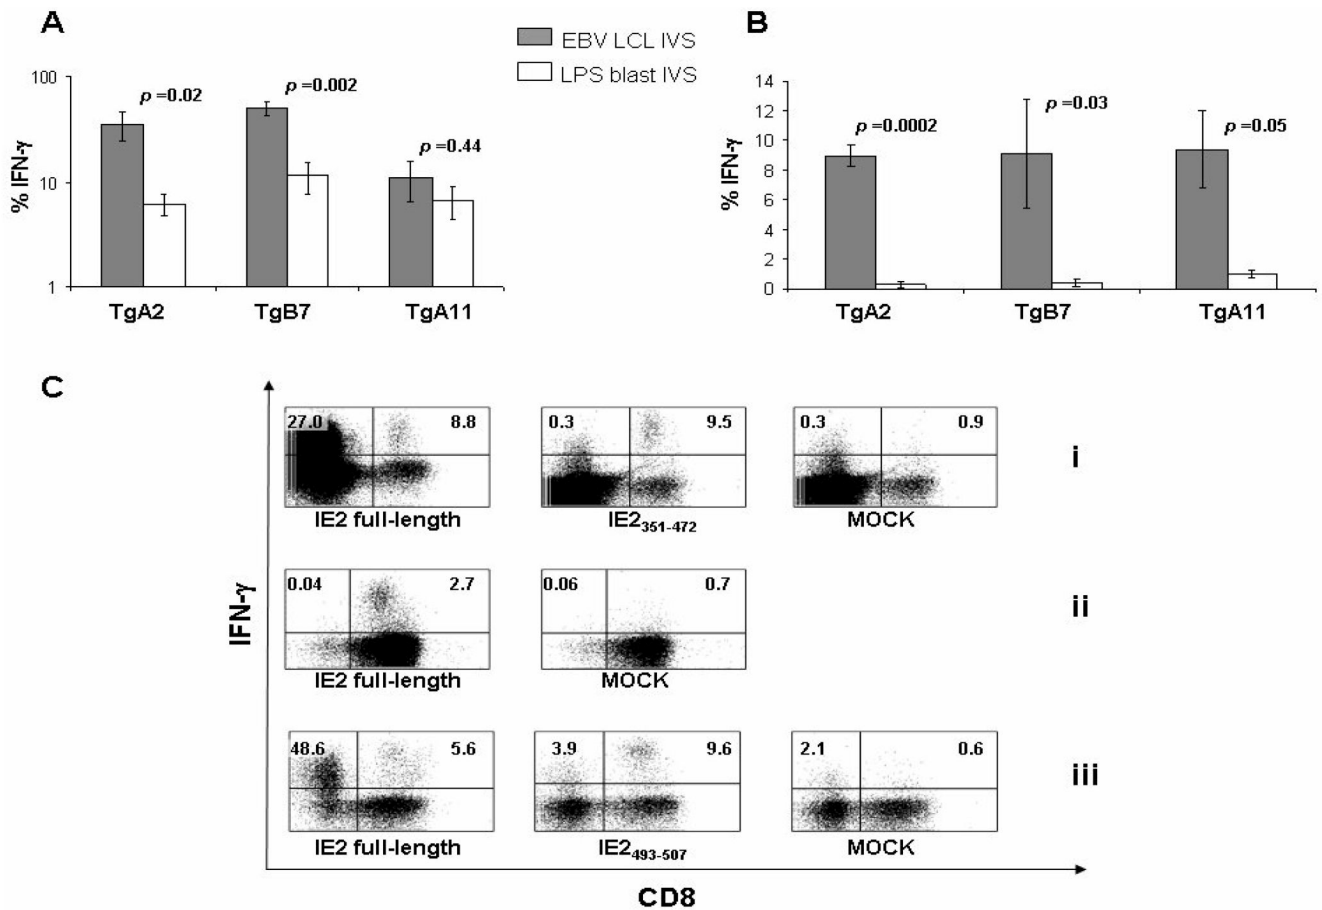 A
B
EBV LCL IVS
LPS blast IVS
% IFN-γ
100
10
1
p =0.02
p =0.002
p =0.44
TgA2
TgB7
TgA11
% IFN-γ
14
12
10
8
6
4
2
0
p =0.0002
p =0.03
p =0.05
TgA2
TgB7
TgA11
C
IFN-γ
27.0 8.8
0.3 9.5
0.3 0.9
i
IE2 full-length
IE2351-472
MOCK
0.04 2.7
0.06 0.7
ii
IE2 full-length
MOCK
48.6 5.6
3.9 9.6
2.1 0.6
iii
IE2 full-length
IE2493-507
MOCK
CD8